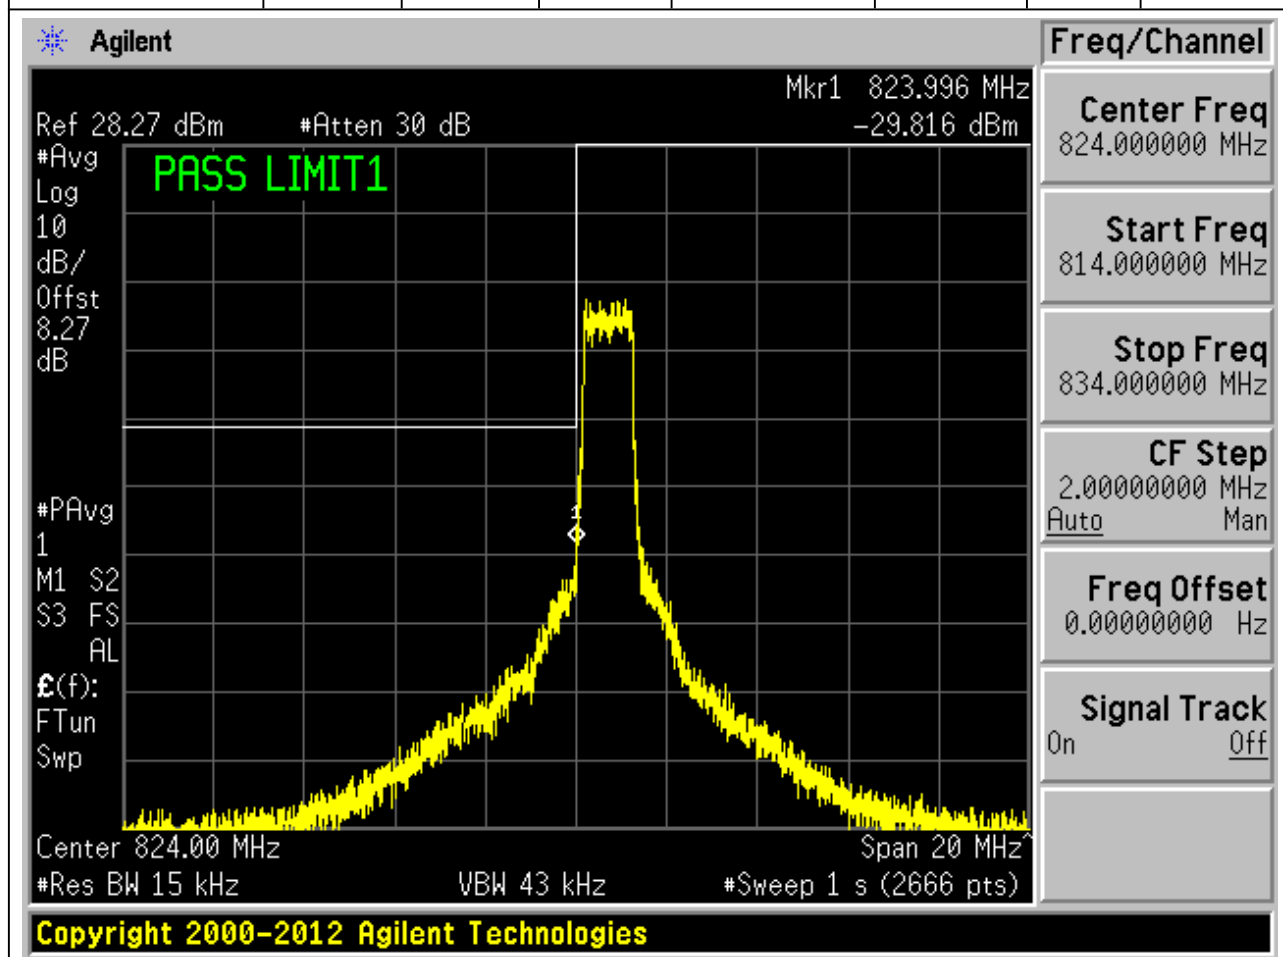 Agilent
Freq/Channel
Mkr1 823.996 MHz
Ref 28.27 dBm #Atten 30 dB -29.816 dBm
#Avg
Log
10
dB/
Offst
8.27
dB
PASS LIMIT1
#PAvg
1
M1 S2
S3 FS
AL
£(f):
FTun
Swp
1
Center 824.00 MHz Span 20 MHz^
#Res BW 15 kHz VBW 43 kHz #Sweep 1 s (2666 pts)
Center Freq
824.000000 MHz
Start Freq
814.000000 MHz
Stop Freq
834.000000 MHz
CF Step
2.00000000 MHz
Auto Man
Freq Offset
0.00000000 Hz
Signal Track
On Off
Copyright 2000-2012 Agilent Technologies